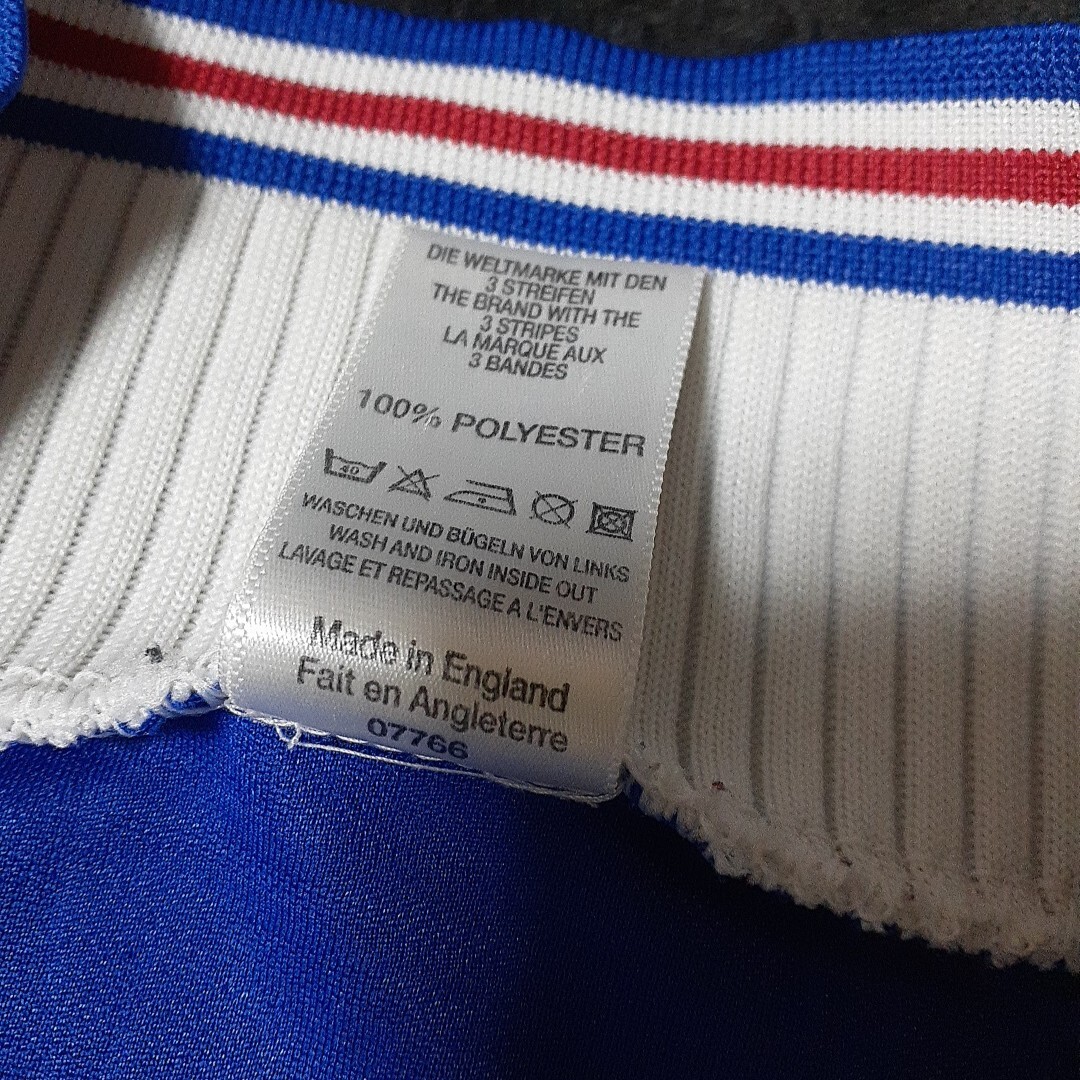 DIE WELTMARKE MIT DEN
3 STREIFEN
THE BRAND WITH THE
3 STRIPES
LA MARQUE AUX
3 BANDES
100% POLYESTER
40
WASCHEN UND BÜGELN VON LINKS
WASH AND IRON INSIDE OUT
LAVAGE ET REPASSAGE A L'ENVERS
Made in England
Fait en Angleterre
07766